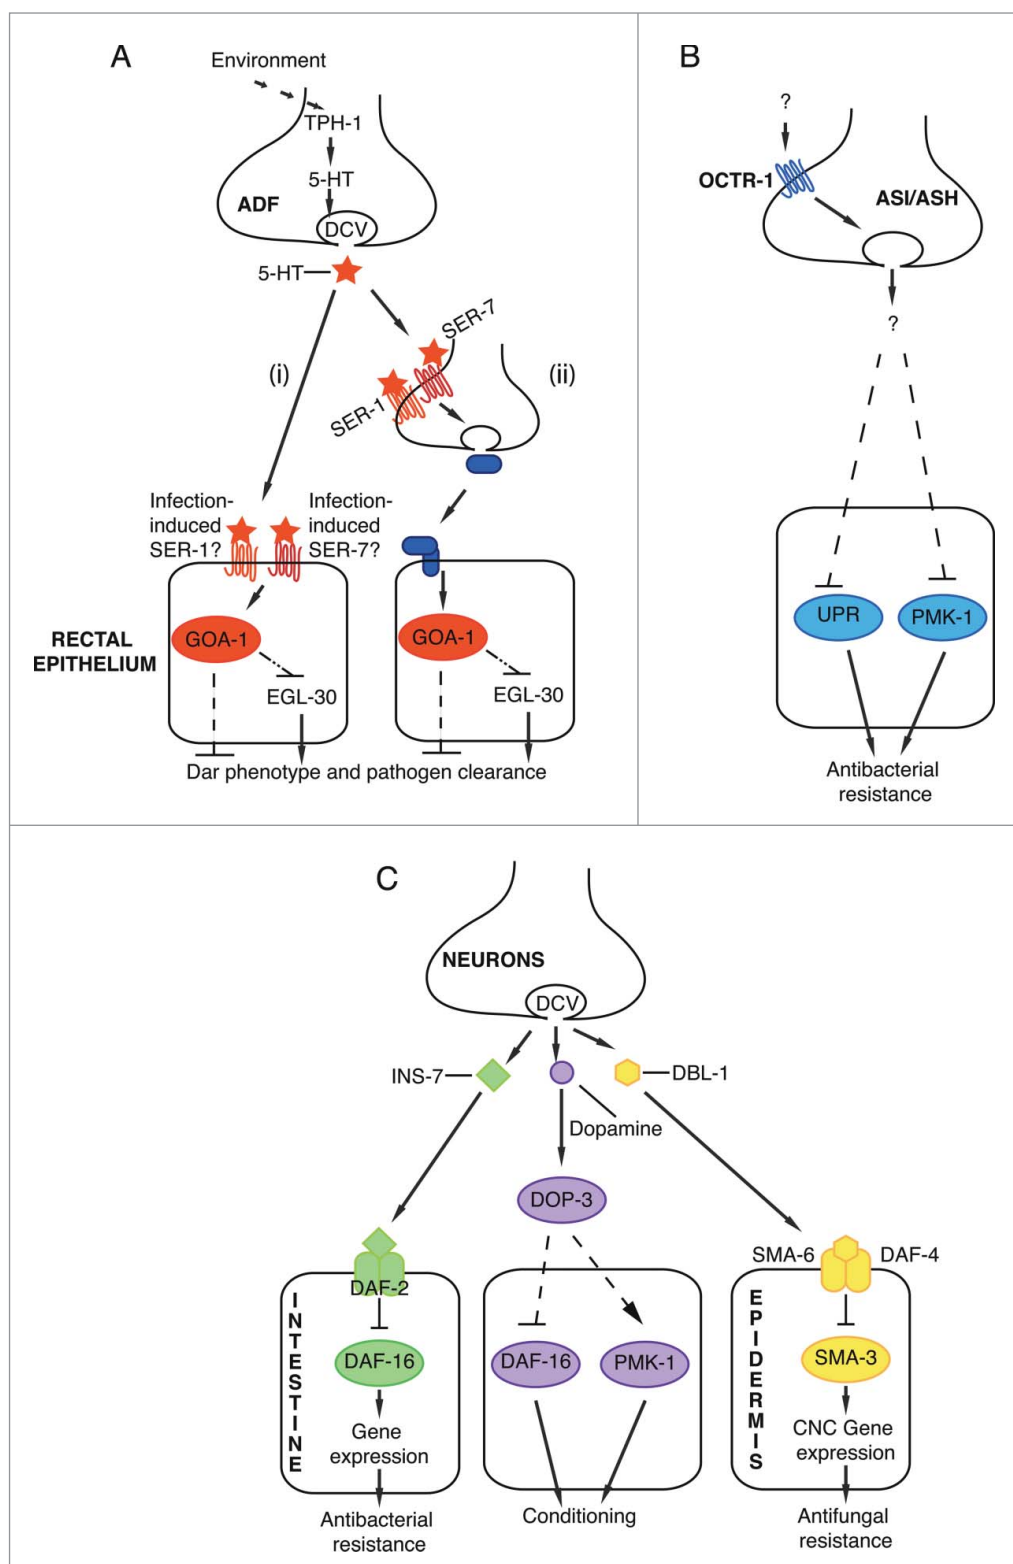 A
Environment
TPH-1
5-HT
ADF
DCV
5-HT
SER-7
(i)
(ii)
SER-1
Infection-
induced
SER-1?
Infection-
induced
SER-7?
RECTAL
EPITHELIUM
GOA-1
EGL-30
GOA-1
EGL-30
Dar phenotype and pathogen clearance
B
?
OCTR-1
ASI/ASH
?
UPR
PMK-1
Antibacterial
resistance
C
NEURONS
DCV
INS-7
DBL-1
Dopamine
DOP-3
DAF-2
INTESTINE
DAF-16
Gene
expression
Antibacterial
resistance
DAF-16
PMK-1
Conditioning
SMA-6
DAF-4
EPIDERMIS
SMA-3
CNC Gene
expression
Antifungal
resistance